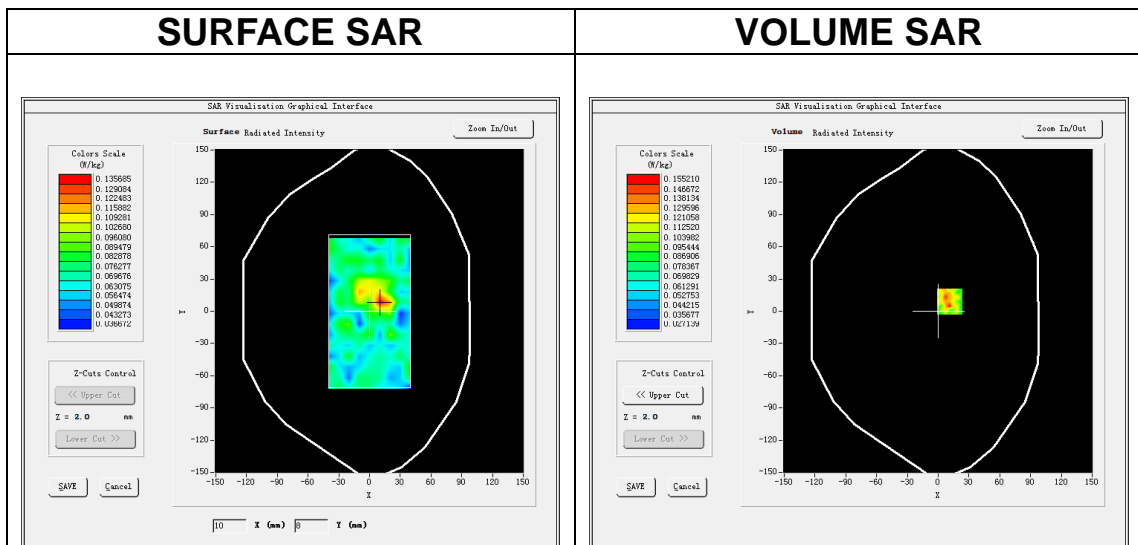 SURFACE SAR
VOLUME SAR
SAR Visualisation Graphical Interface
Surface Radiated Intensity
Zoom In/Out
Colors Scale
(W/kg)
0.135685
0.129084
0.122483
0.115882
0.109281
0.102680
0.096080
0.089479
0.082878
0.076277
0.069676
0.063075
0.056474
0.049874
0.043273
0.036672
Z-Cuts Control
<< Upper Cut
Z = 2.0 mm
Lower Cut >>
SAVE Cancel
150
120
90
60
30
0
-30
-60
-90
-120
-150
Y
-150 -120 -90 -60 -30 0 30 60 90 120 150
X
10 X (mm) 8 Y (mm)
SAR Visualisation Graphical Interface
Volume Radiated Intensity
Zoom In/Out
Colors Scale
(W/kg)
0.155210
0.146672
0.138134
0.129596
0.121058
0.112520
0.103982
0.095444
0.086906
0.078367
0.069829
0.061291
0.052753
0.044215
0.035677
0.027139
Z-Cuts Control
<< Upper Cut
Z = 2.0 mm
Lower Cut >>
SAVE Cancel
150
120
90
60
30
0
-30
-60
-90
-120
-150
Y
-150 -120 -90 -60 -30 0 30 60 90 120 150
X